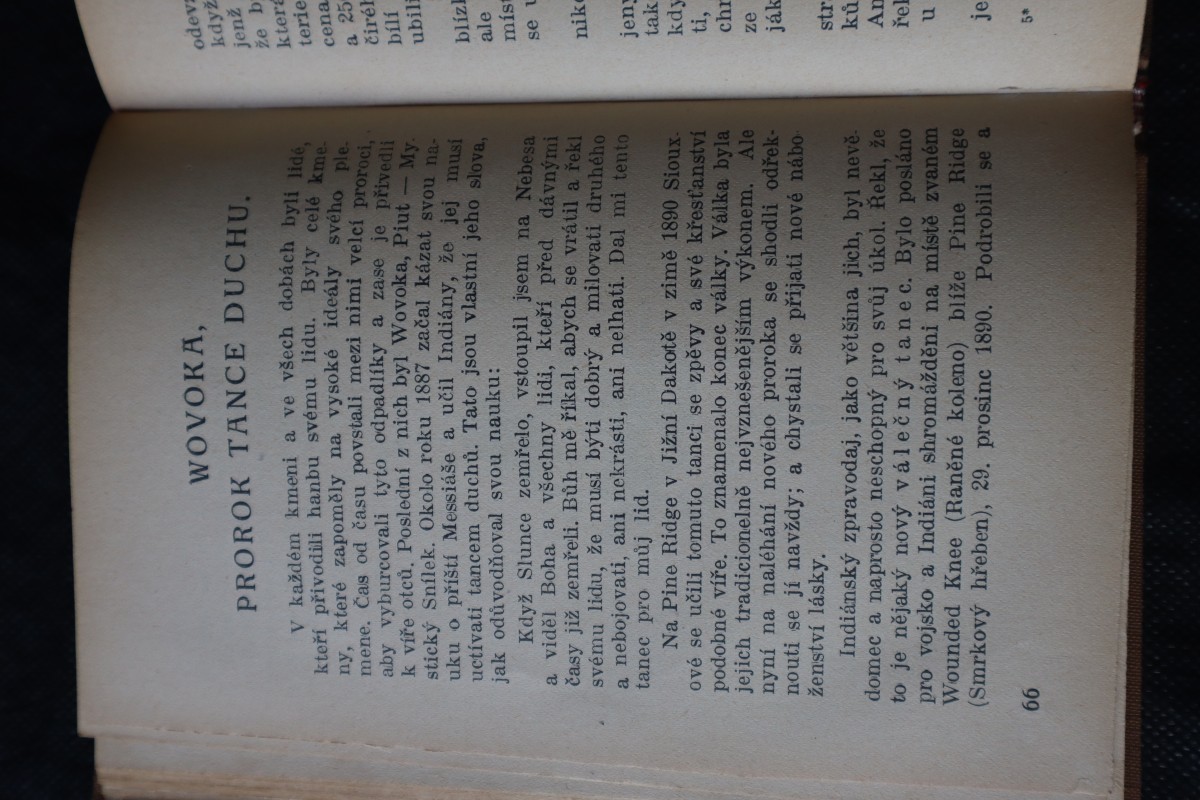 WOVOKA,
PROROK TANCE DUCHU.
V každém kmeni a ve všech dobách byli lidé,
kteří přivodili hanbu svému lidu. Byly celé kme-
ny, které zapoměly na vysoké ideály svého ple-
mene. Čas od času povstali mezi nimi velcí proroci,
aby vyburcovali tyto odpadlíky a zase je přivedli
k víře otců. Poslední z nich byl Wovoka, Piut — My-
stický Snílek. Okolo roku 1887 začal kázat svou na-
uku o příští Messiáše a učil Indiány, že jej musí
uctívati tancem duchů. Tato jsou vlastní jeho slova,
jak odůvodňoval svou nauku:
Když Slunce zemřelo, vstoupil jsem na Nebesa
a viděl Boha a všechny lidi, kteří před dávnými
časy již zemřeli. Bůh mě říkal, abych se vrátil a řekl
svému lidu, že musí býti dobrý a milovati druhého
a nebojovati, ani nekrásti, ani nelhati. Dal mi tento
tanec pro můj lid.
Na Pine Ridge v Jižní Dakotě v zimě 1890 Sioux-
ové se učili tomuto tanci se zpěvy a své křesťanství
podobné víře. To znamenalo konec války. Válka byla
jejich tradicionelně nejvznešenějším výkonem. Ale
nyní na naléhání nového proroka se shodli odřek-
nouti se jí navždy; a chystali se přijati nové nábo-
ženství lásky.
Indiánský zpravodaj, jako většina jich, byl nevě-
domec a naprosto neschopný pro svůj úkol. Řekl, že
to je nějaký nový válečný tanec. Bylo posláno
pro vojsko a Indiáni shromážděni na místě zvaném
Wounded Knee (Raněné koleno) blíže Pine Ridge
(Smrkový hřeben), 29. prosinc 1890. Podrobili se a
66
5*